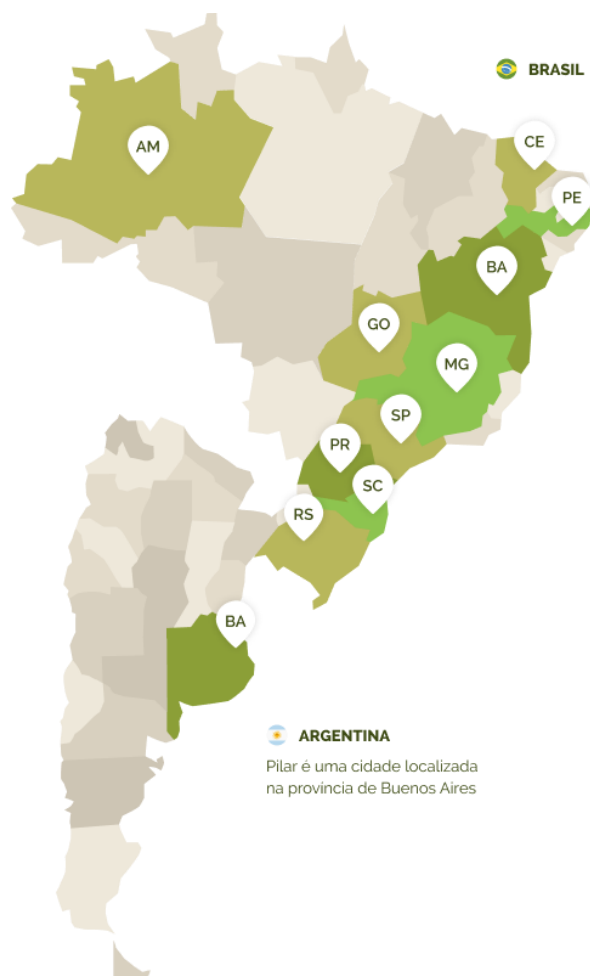 BRASIL
CE
AM
PE
BA
GO
MG
SP
PR
SC
RS
BA
ARGENTINA
Pilar é uma cidade localizada
na província de Buenos Aires